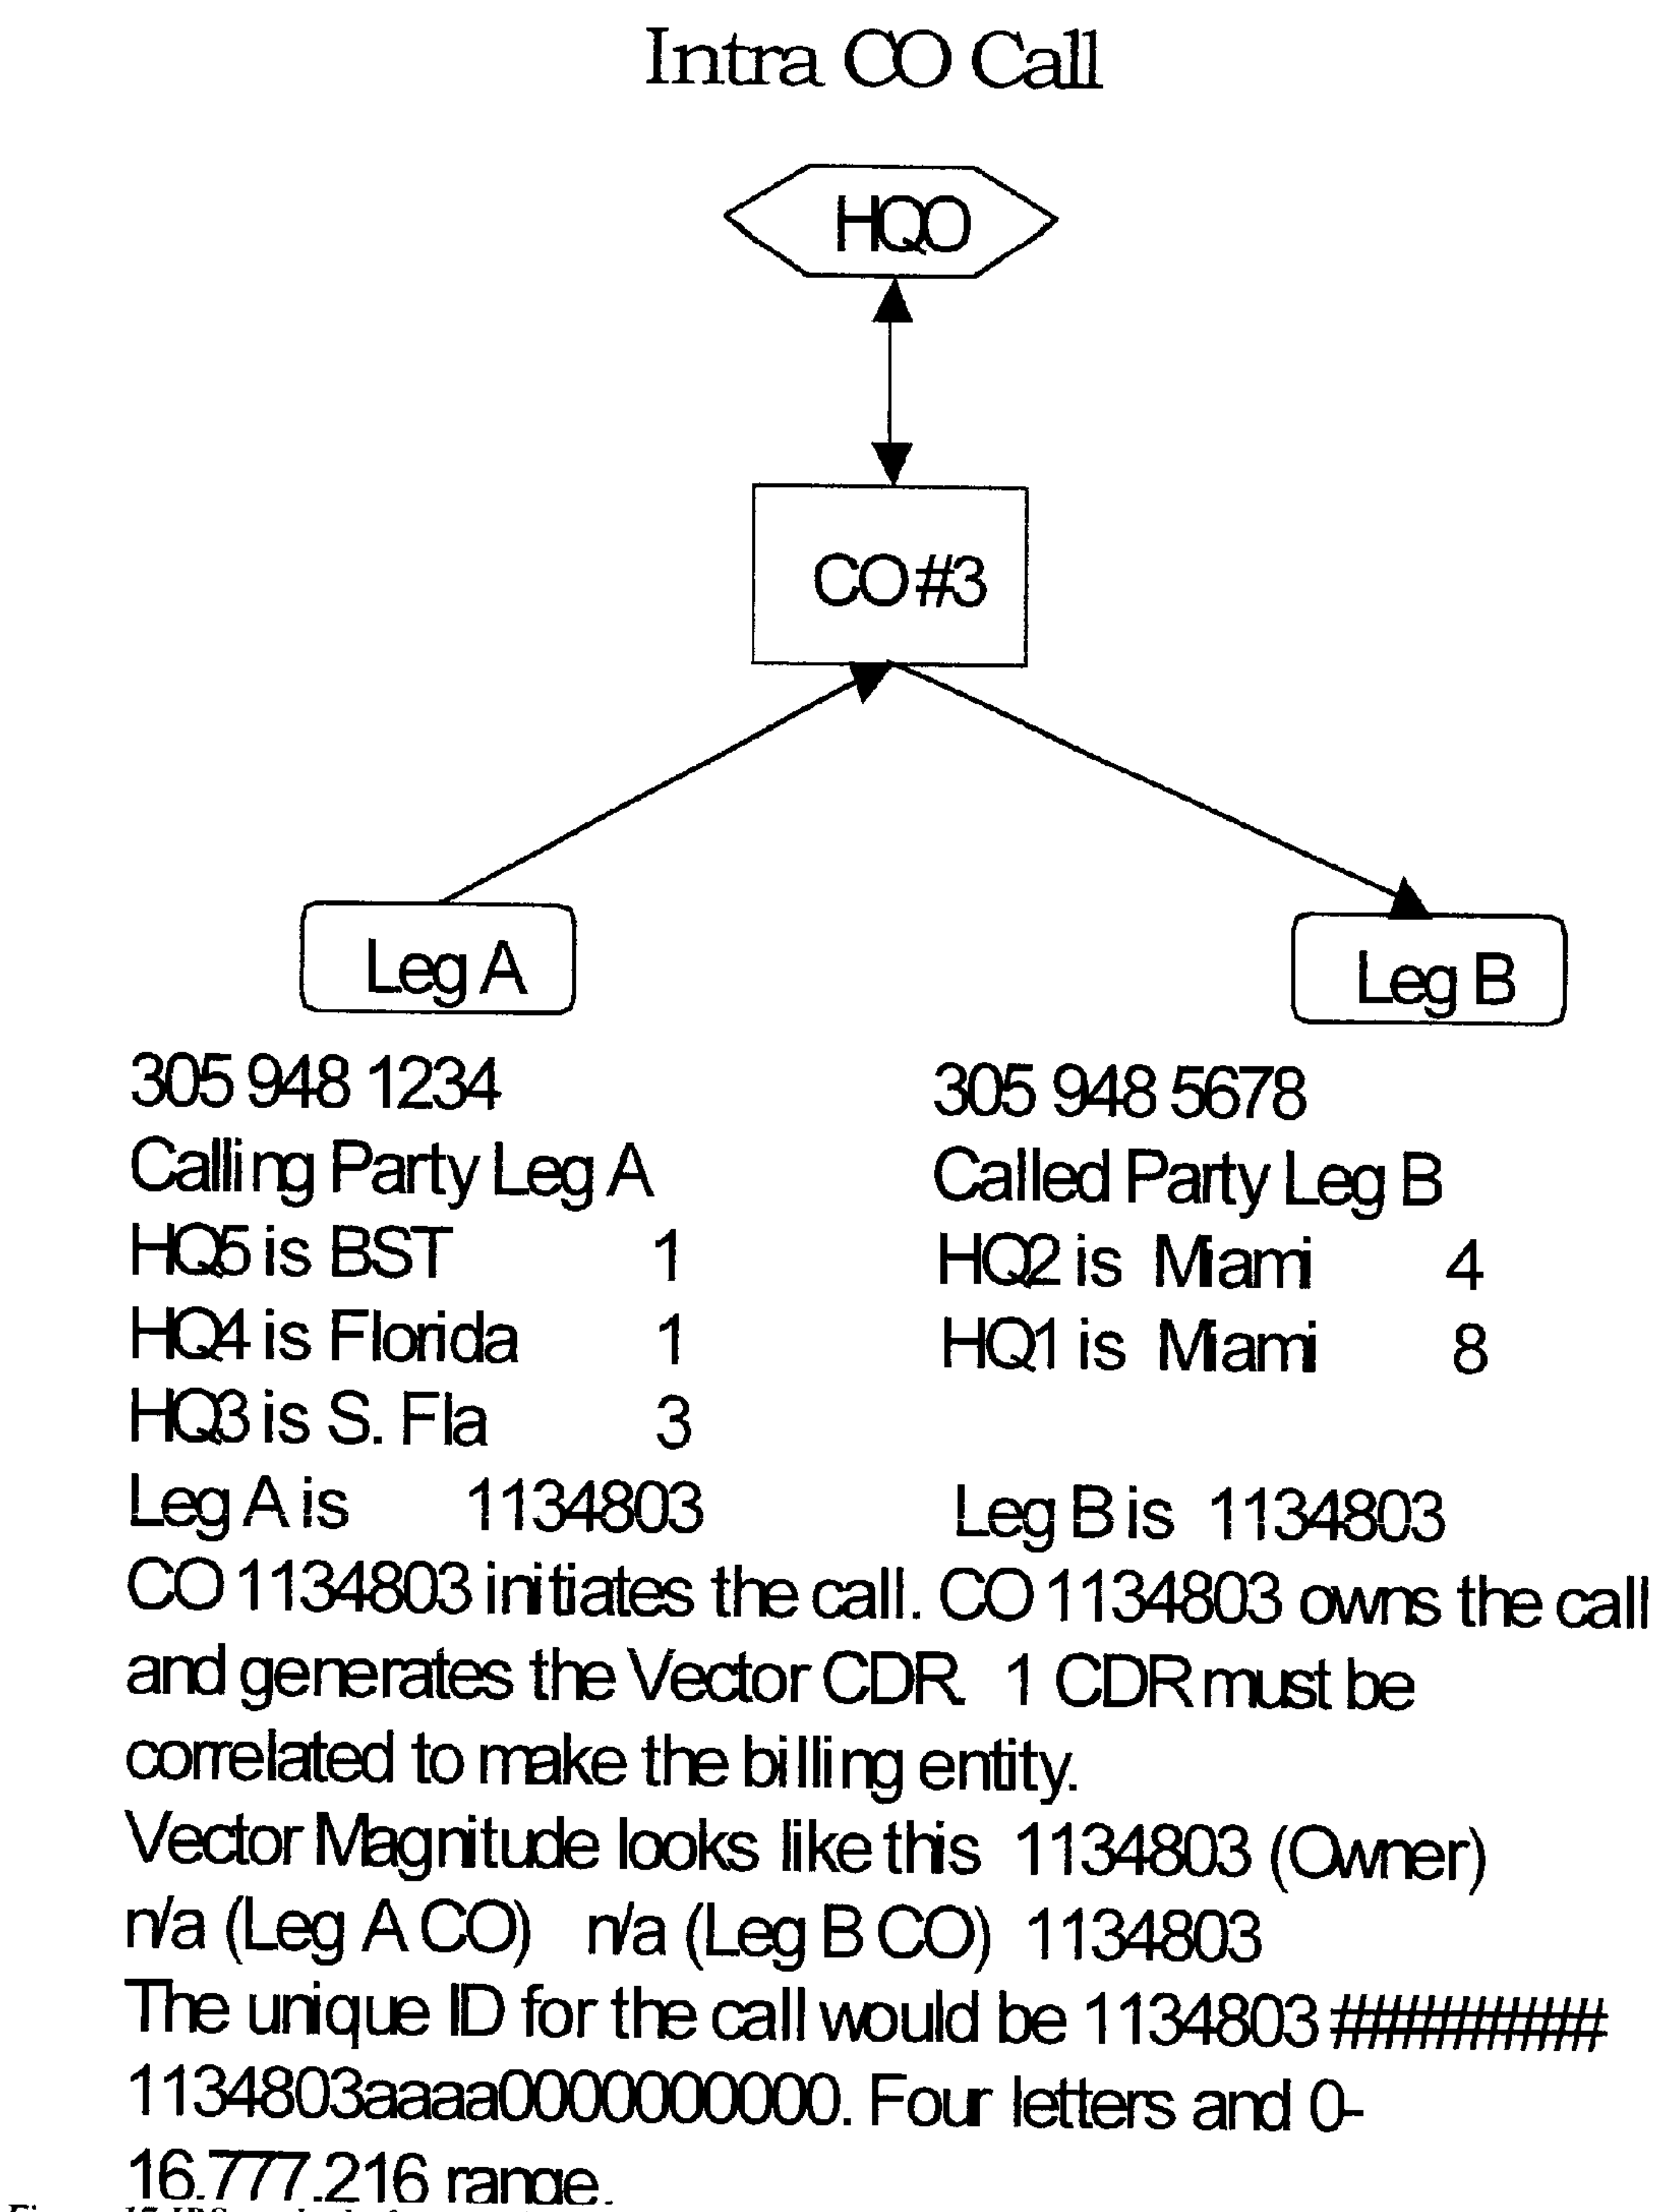 Intra CO Call
HQO
CO #3
Leg A
Leg B
305 948 1234
305 948 5678
Calling Party Leg A
Called Party Leg B
HQ5 is BST 1
HQ2 is Miami 4
HQ4 is Florida 1
HQ1 is Miami 8
HQ3 is S. Fla 3
Leg A is 1134803
Leg B is 1134803
CO 1134803 initiates the call. CO 1134803 owns the call
and generates the Vector CDR 1 CDR must be
correlated to make the billing entity.
Vector Magnitude looks like this 1134803 (Owner)
n/a (Leg A CO) n/a (Leg B CO) 1134803
The unique ID for the call would be 1134803 ###########
1134803aaaa0000000000. Four letters and 0-
16.777.216 range.